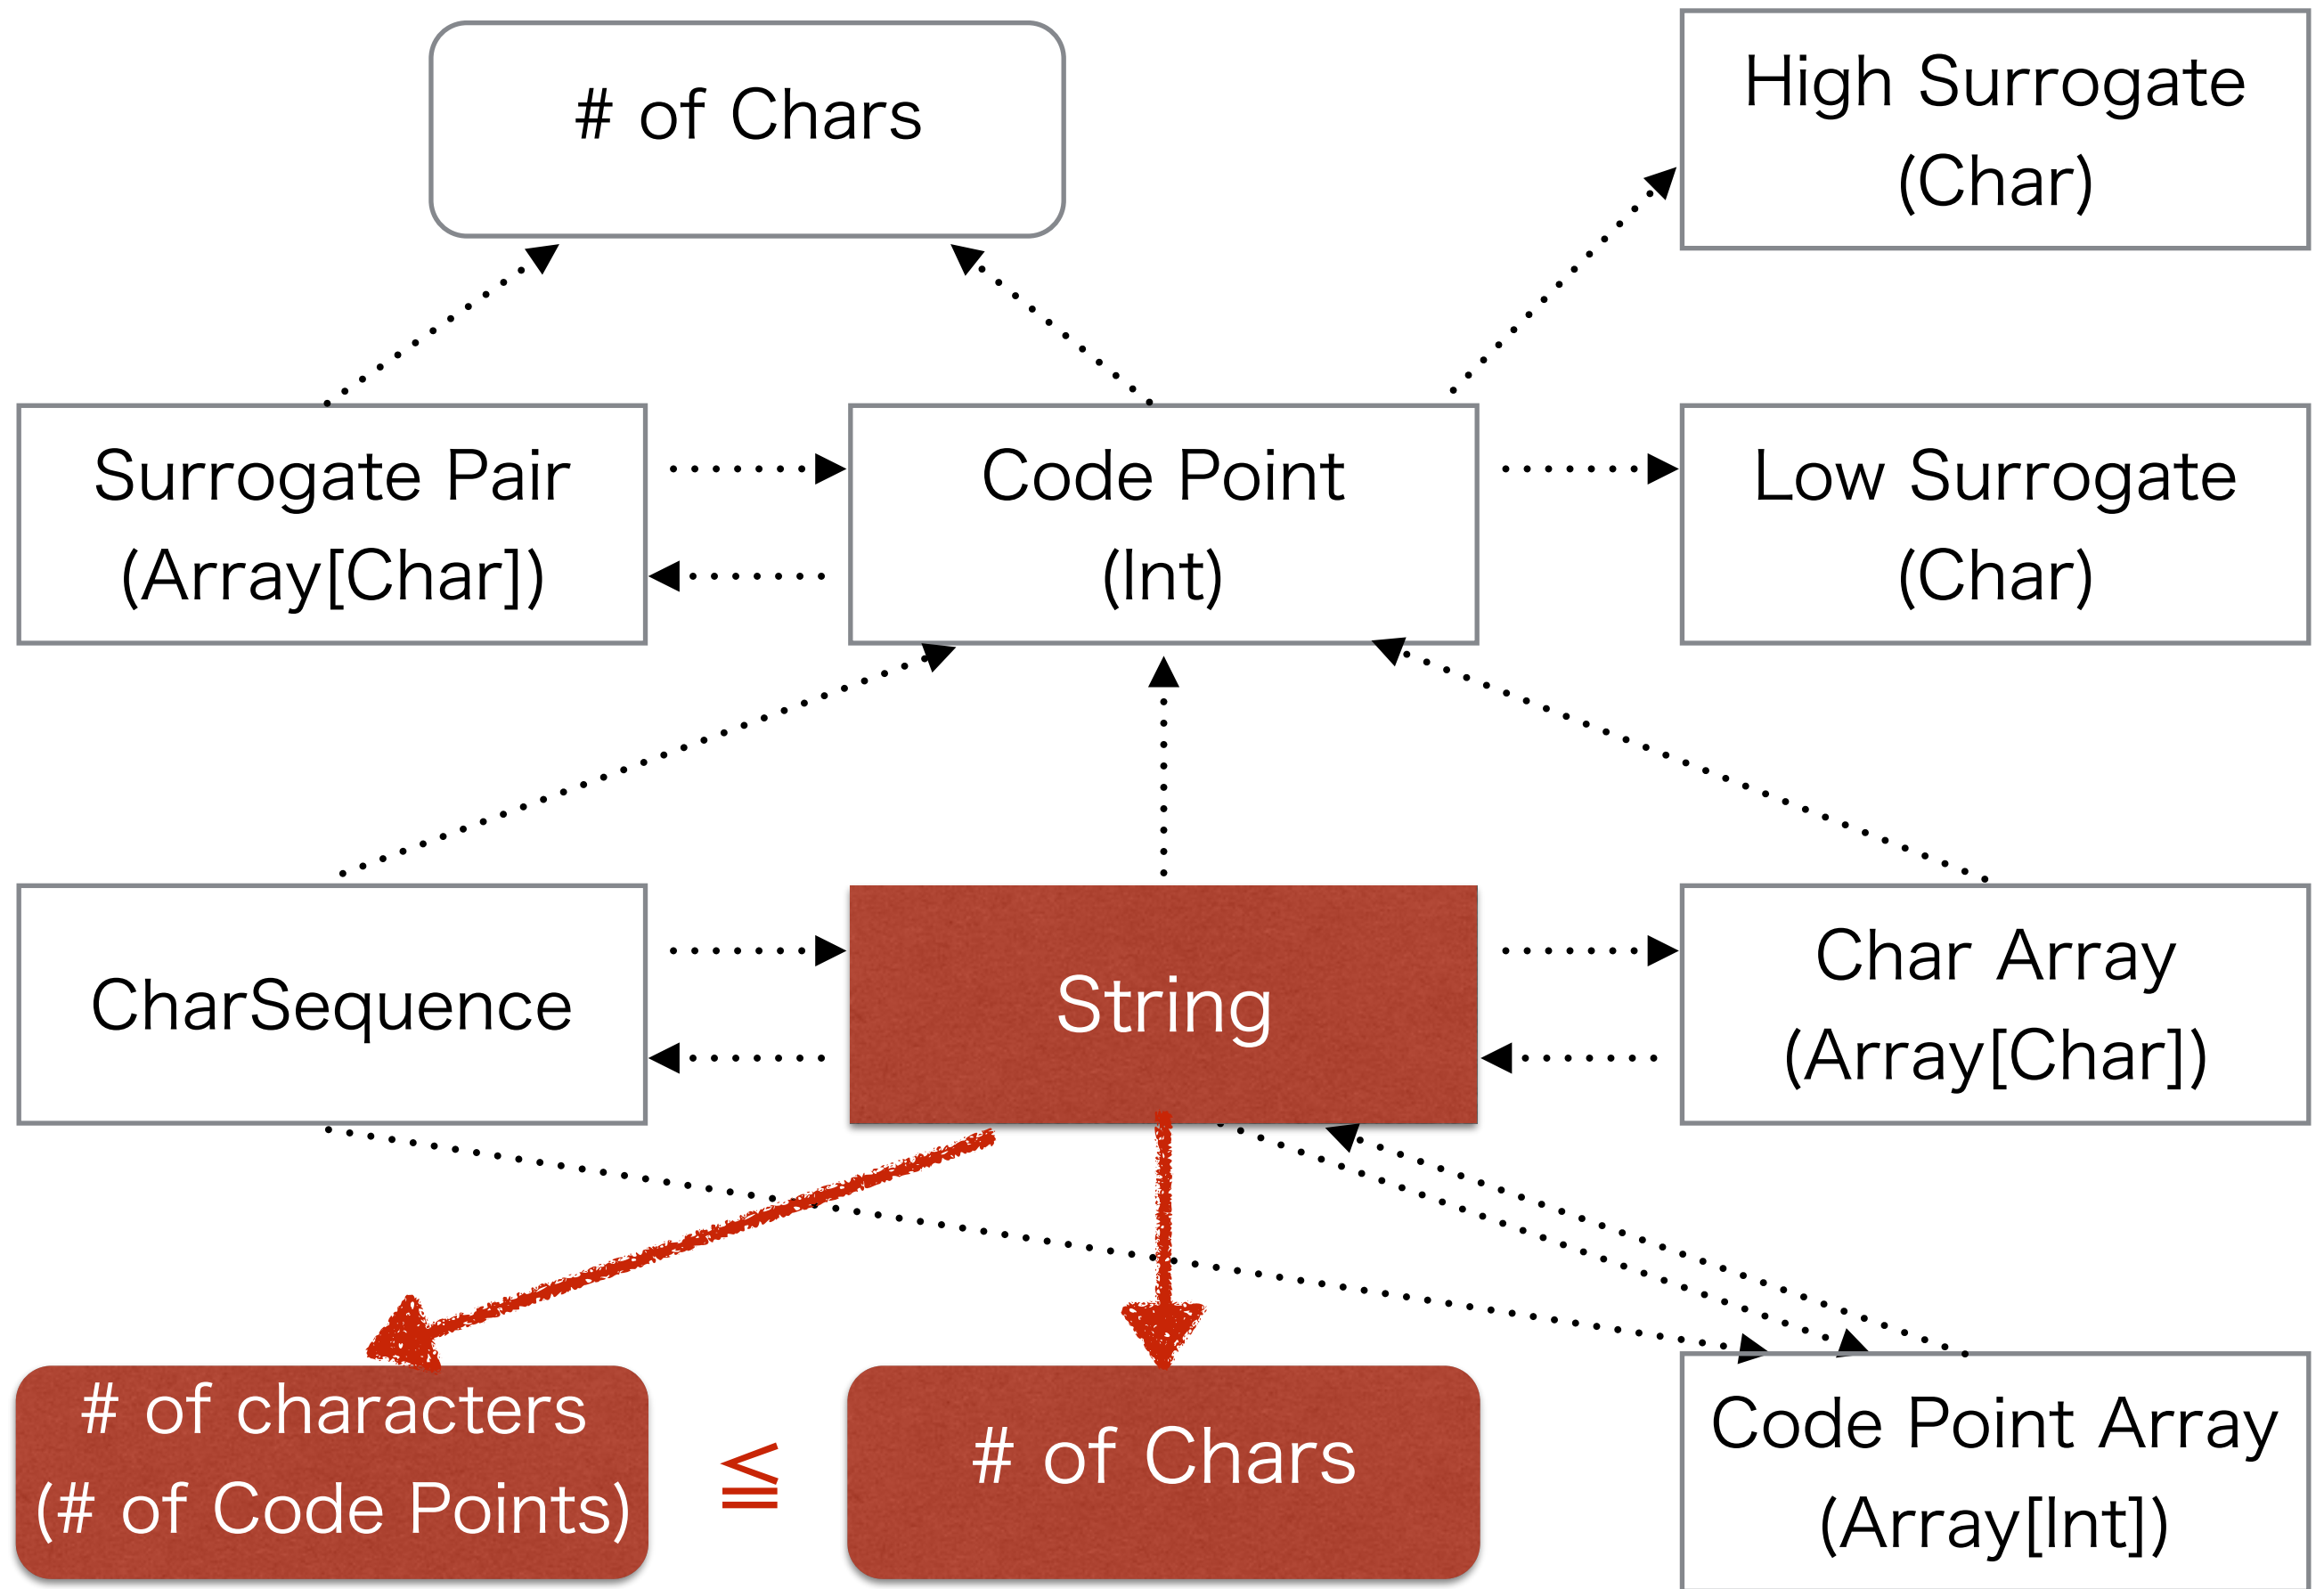 # of Chars
High Surrogate
(Char)
Surrogate Pair
(Array[Char])
Code Point
(Int)
Low Surrogate
(Char)
CharSequence
String
Char Array
(Array[Char])
# of characters
(# of Code Points)
≦
# of Chars
Code Point Array
(Array[Int])